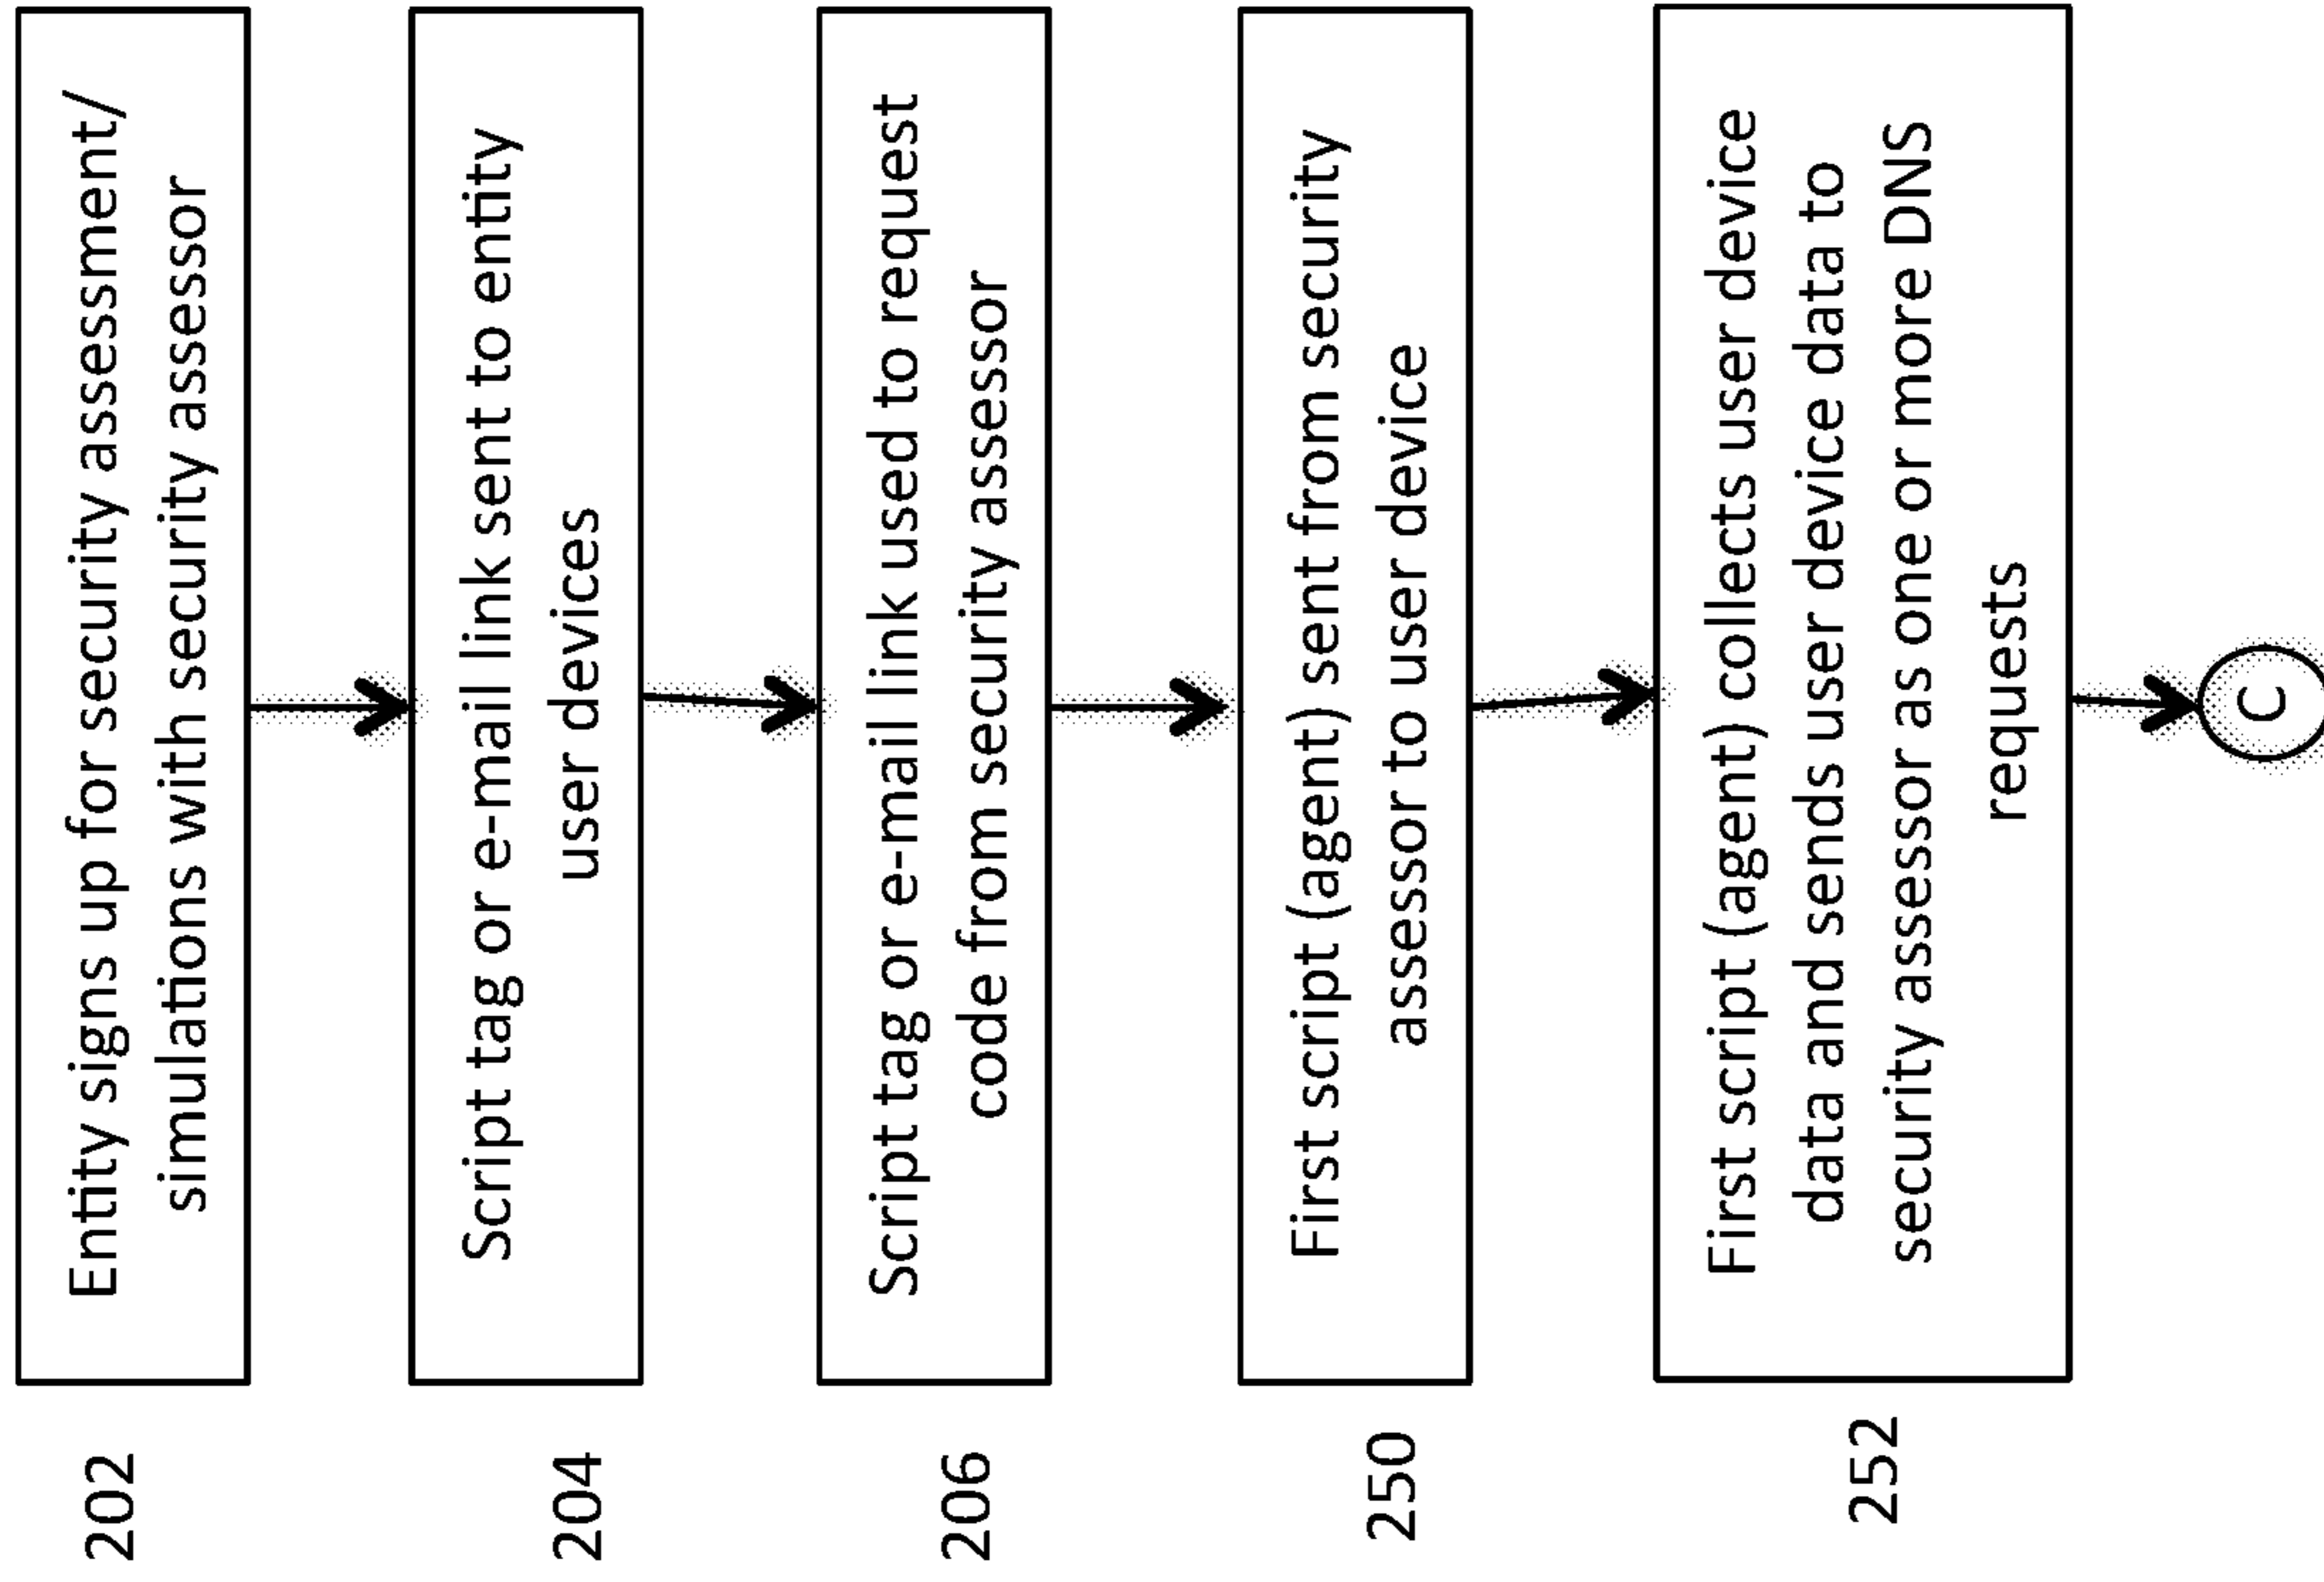 202
Entity signs up for security assessment/
simulations with security assessor
204
Script tag or e-mail link sent to entity
user devices
206
Script tag or e-mail link used to request
code from security assessor
250
First script (agent) sent from security
assessor to user device
252
First script (agent) collects user device
data and sends user device data to
security assessor as one or more DNS
requests
C